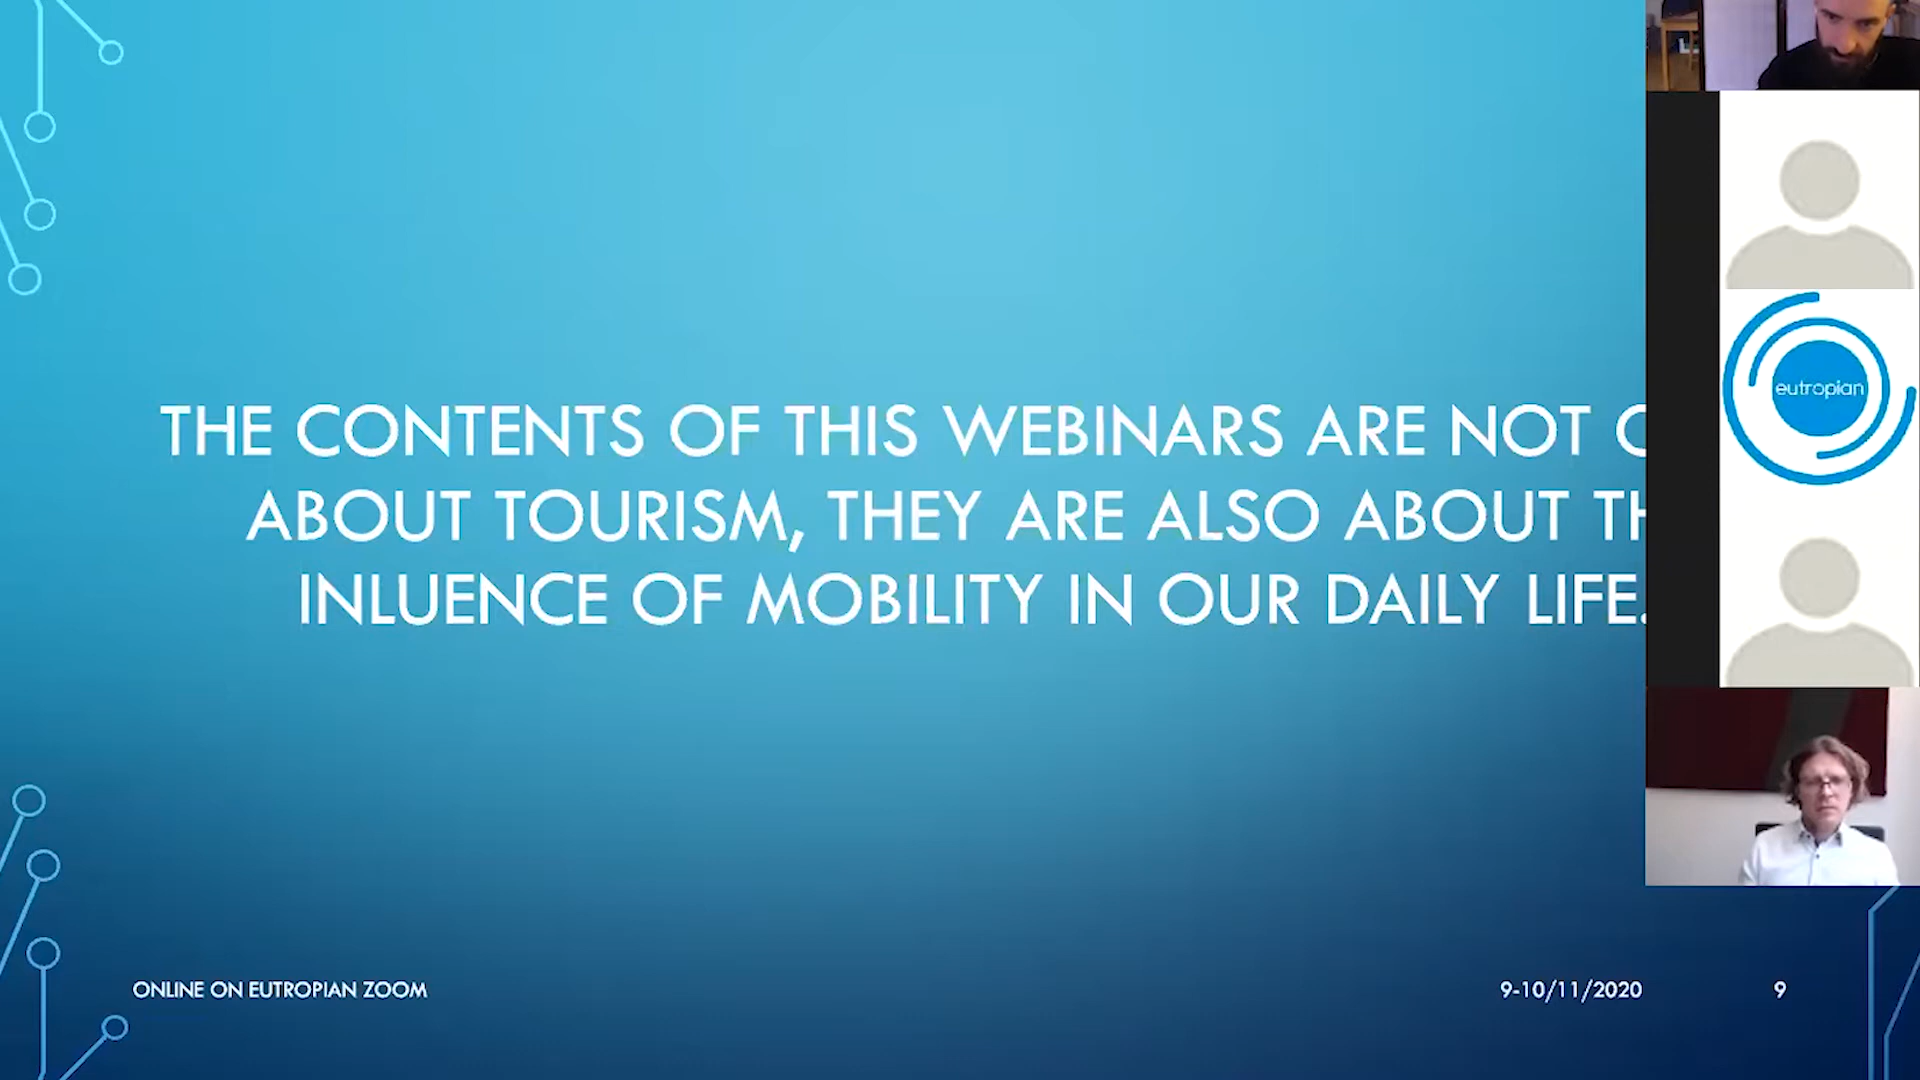 THE CONTENTS OF THIS WEBINARS ARE NOT
ABOUT TOURISM, THEY ARE ALSO ABOUT
INLUENCE OF MOBILITY IN OUR DAILY LIFE.
eutropian
ONLINE ON EUTROPIAN ZOOM
9-10/11/2020
9